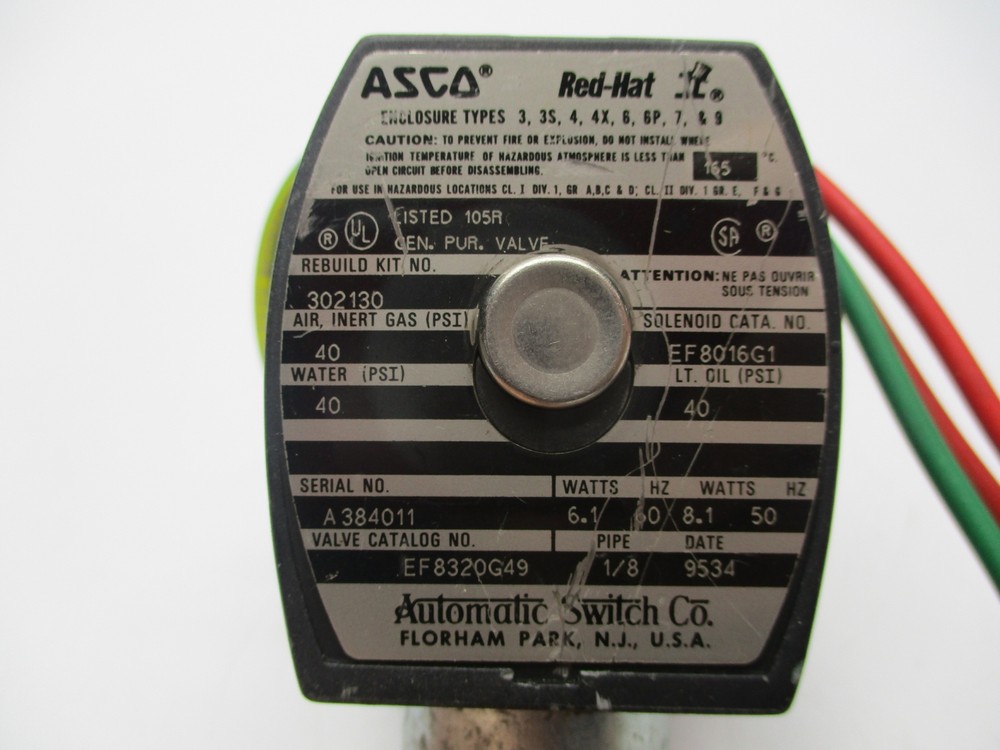 ASCO® Red-Hat II®
ENCLOSURE TYPES 3, 3S, 4, 4X, 6, 6P, 7, & 9
CAUTION: TO PREVENT FIRE OR EXPLOSION, DO NOT INSTALL WHERE
IGNITION TEMPERATURE OF HAZARDOUS ATMOSPHERE IS LESS THAN 165 °C.
OPEN CIRCUIT BEFORE DISASSEMBLING.
FOR USE IN HAZARDOUS LOCATIONS CL. I DIV. 1, GR A,B,C & D; CL. II DIV. 1 GR. E, F & G
® UL LISTED 105R SA ®
GEN. PUR. VALVE
REBUILD KIT NO. ATTENTION: NE PAS OUVRIR
SOUS TENSION
302130
AIR, INERT GAS (PSI) SOLENOID CATA. NO.
40 EF8016G1
WATER (PSI) LT. OIL (PSI)
40 40
SERIAL NO. WATTS HZ WATTS HZ
A384011 6.1 60 8.1 50
VALVE CATALOG NO. PIPE DATE
EF8320G49 1/8 9534
Automatic Switch Co.
FLORHAM PARK, N.J., U.S.A.